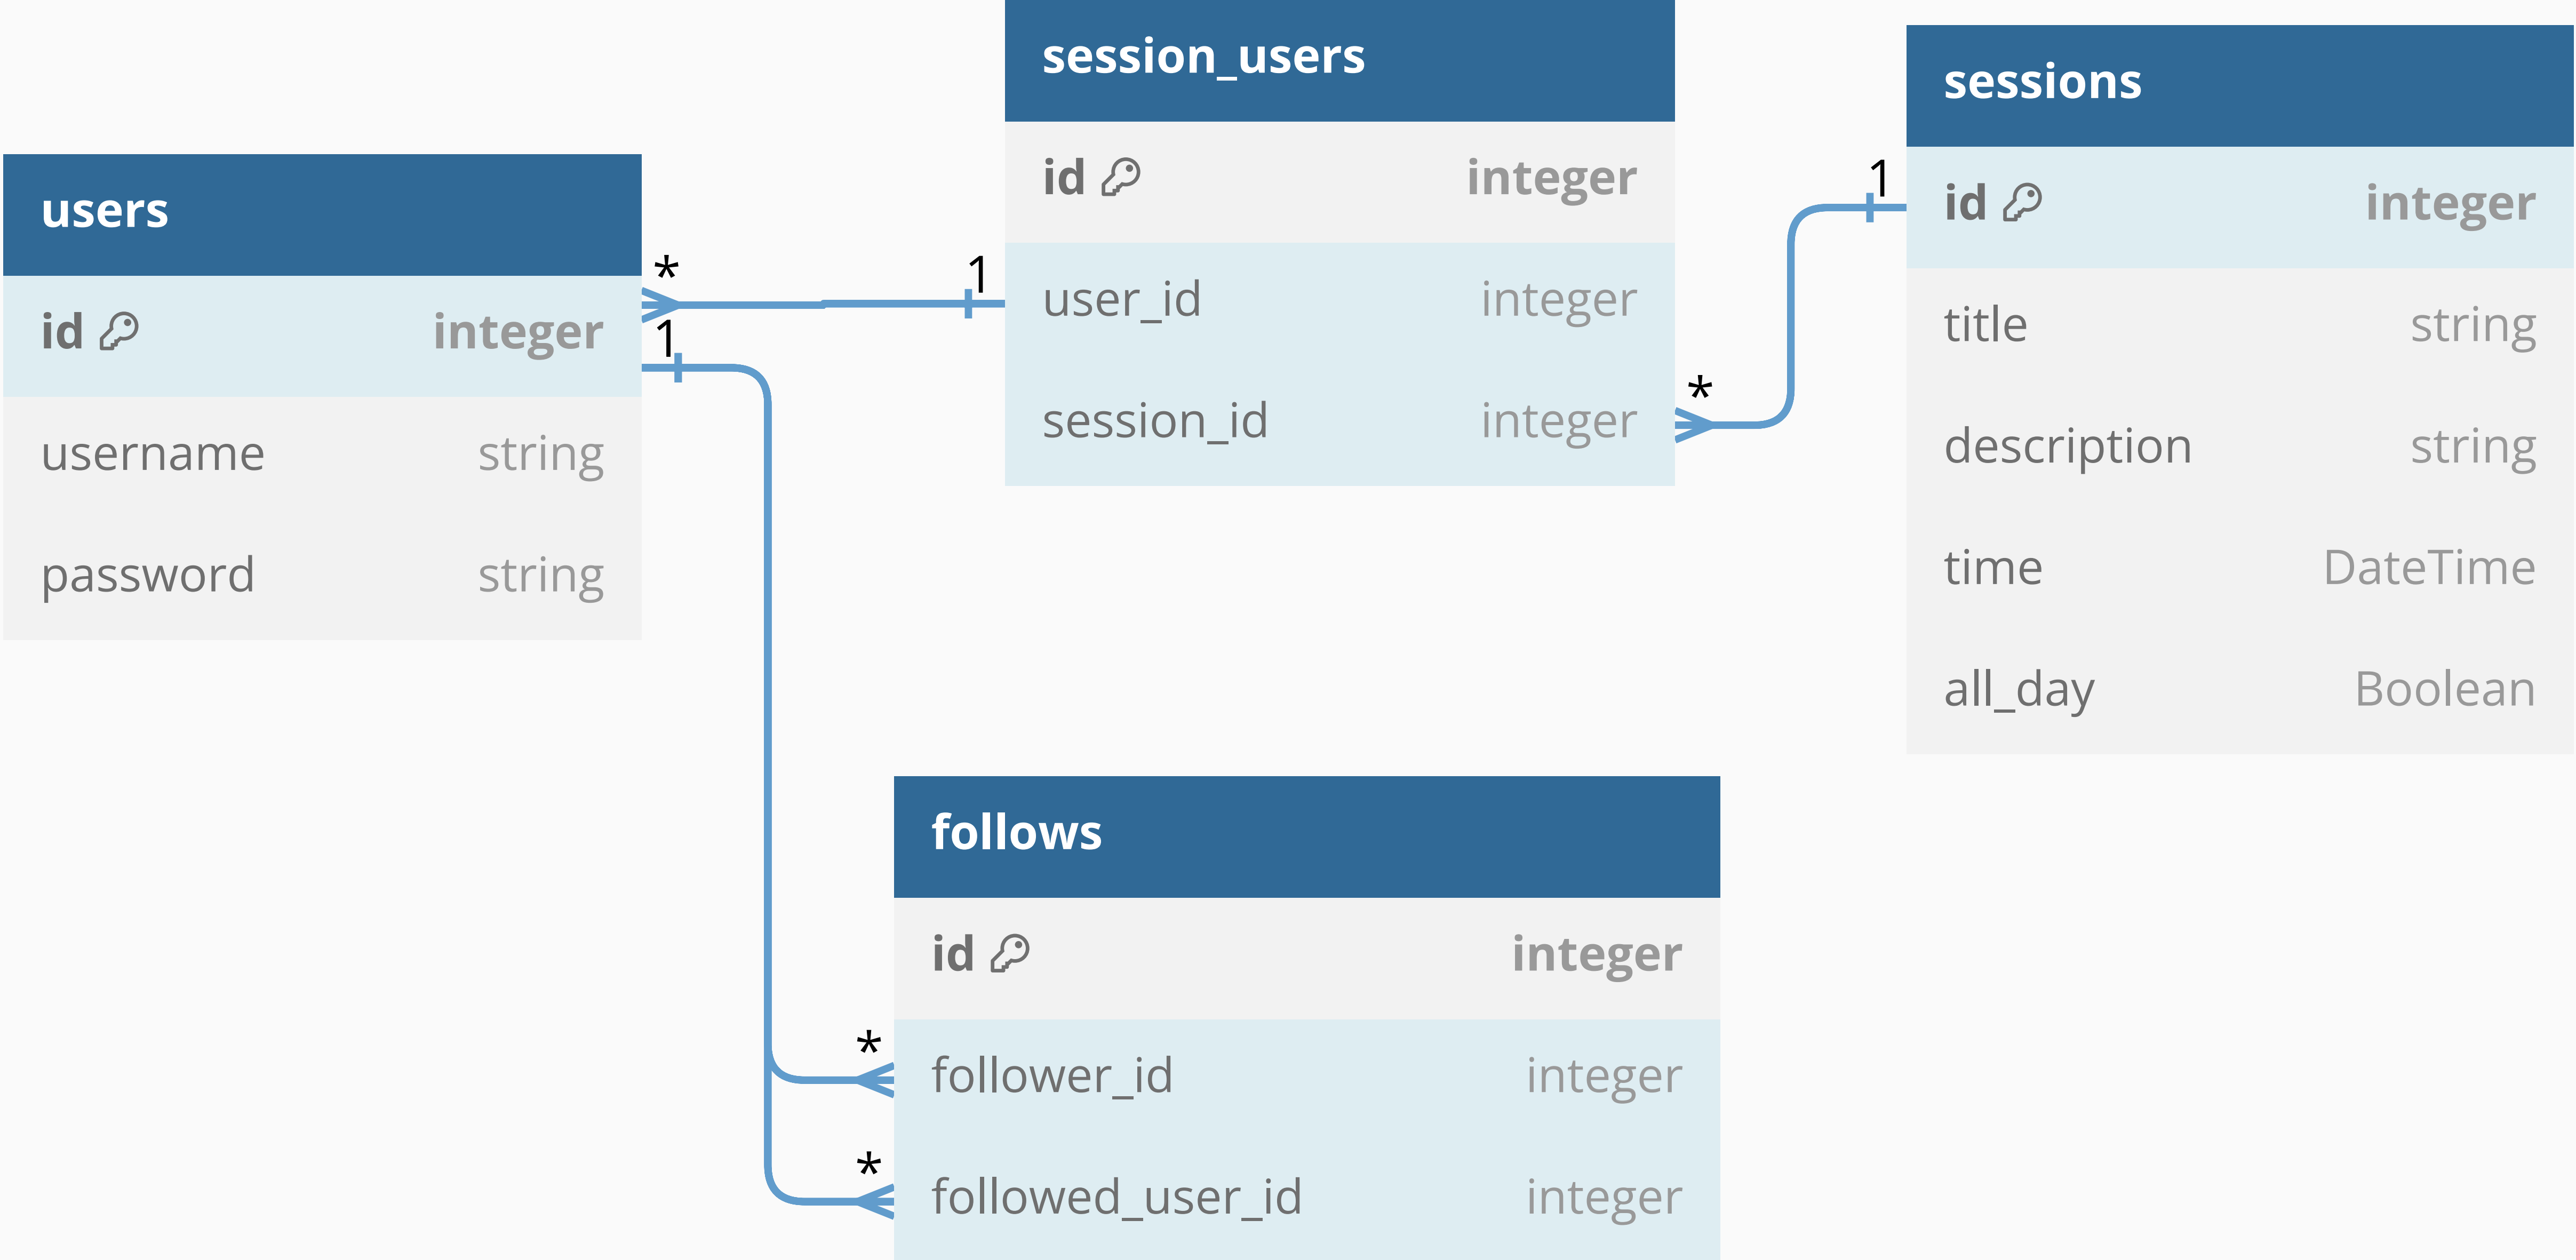 users
id integer
username string
password string
* 1
1
session_users
id integer
user_id integer
session_id integer
* 1
sessions
id integer
title string
description string
time DateTime
all_day Boolean
follows
id integer
* follower_id integer
* followed_user_id integer